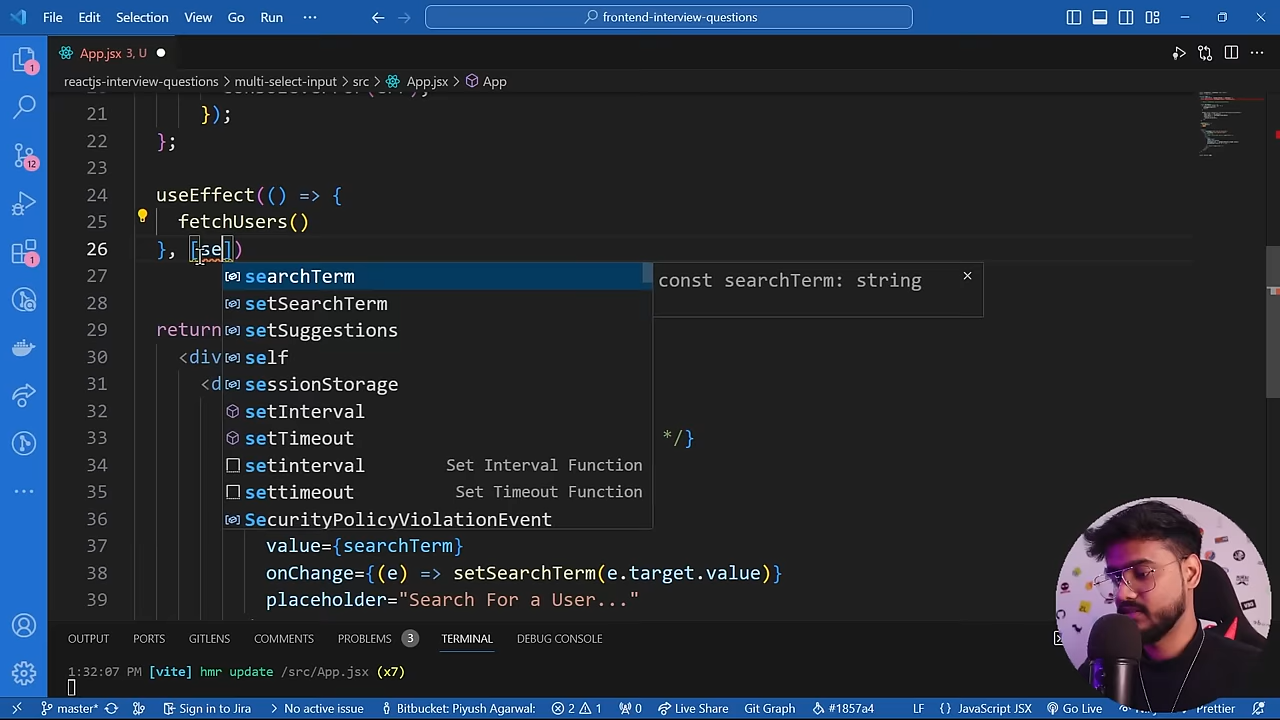 File Edit Selection View Go Run ··· frontend-interview-questions
App.jsx 3, U
reactjs-interview-questions > multi-select-input > src > App.jsx > App
21 });
22 };
23
24 useEffect(() => {
25 fetchUsers()
26 }, [se])
27 searchTerm const searchTerm: string
28 setSearchTerm
29 return setSuggestions
30 <div self
31 <d sessionStorage
32 setInterval
33 setTimeout */}
34 setinterval Set Interval Function
35 settimeout Set Timeout Function
36 SecurityPolicyViolationEvent
37 value={searchTerm}
38 onChange={(e) => setSearchTerm(e.target.value)}
39 placeholder="Search For a User..."
1
12
1
OUTPUT PORTS GITLENS COMMENTS PROBLEMS 3 TERMINAL DEBUG CONSOLE
1:32:07 PM [vite] hmr update /src/App.jsx (x7)
master* Sign in to Jira No active issue Bitbucket: Piyush Agarwal: 2 1 0 Live Share Git Graph #1857a4 LF {} JavaScript JSX Go Live Prettier